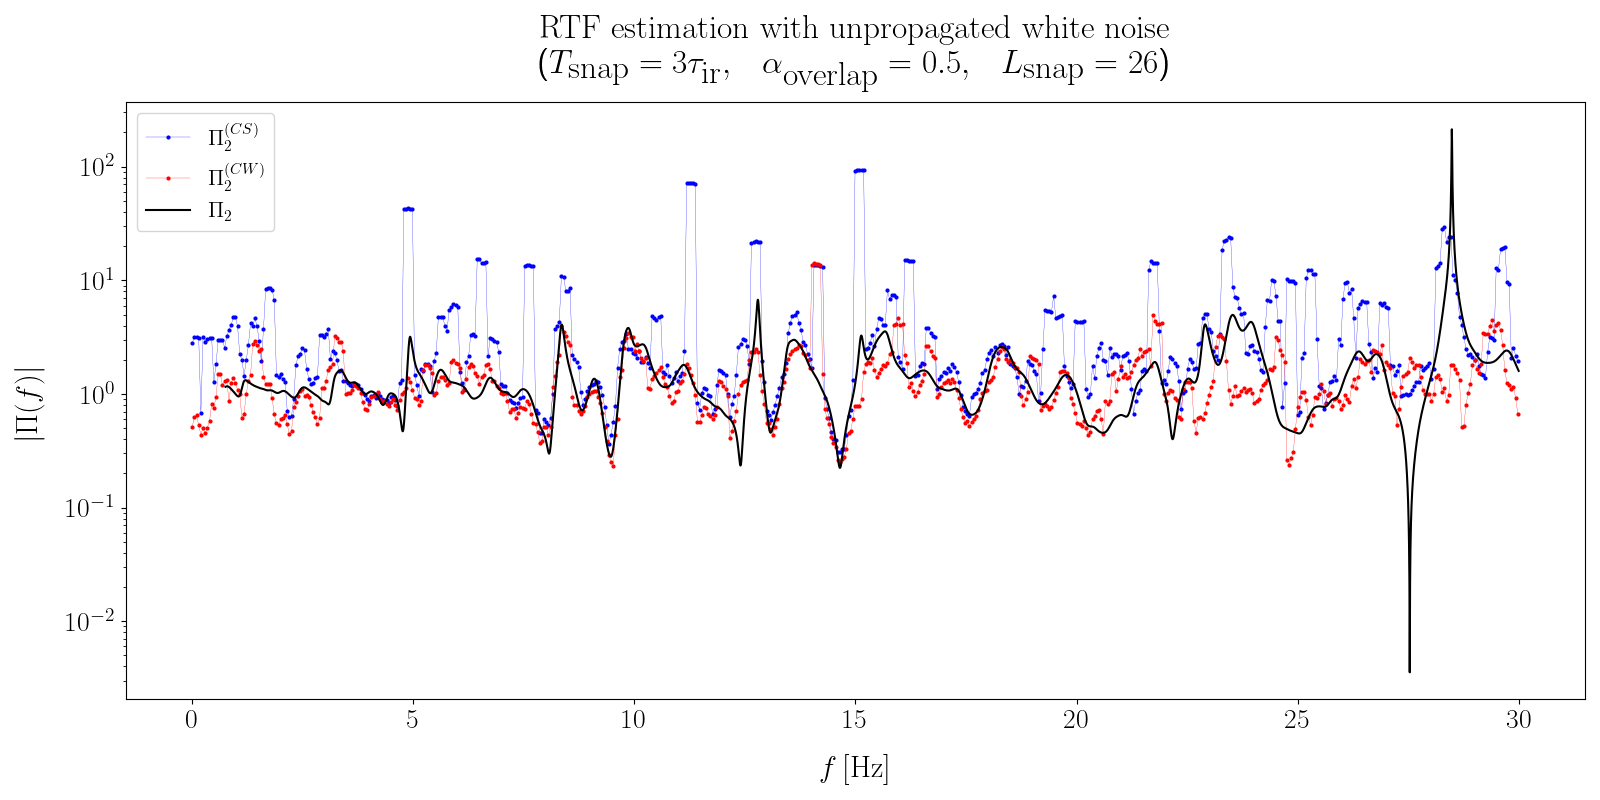 RTF estimation with unpropagated white noise
(T_snap = 3τ_ir, α_overlap = 0.5, L_snap = 26)
Π_2^(CS)
Π_2^(CW)
Π_2
|Π(f)|
10^2
10^1
10^0
10^−1
10^−2
0 5 10 15 20 25 30
f [Hz]